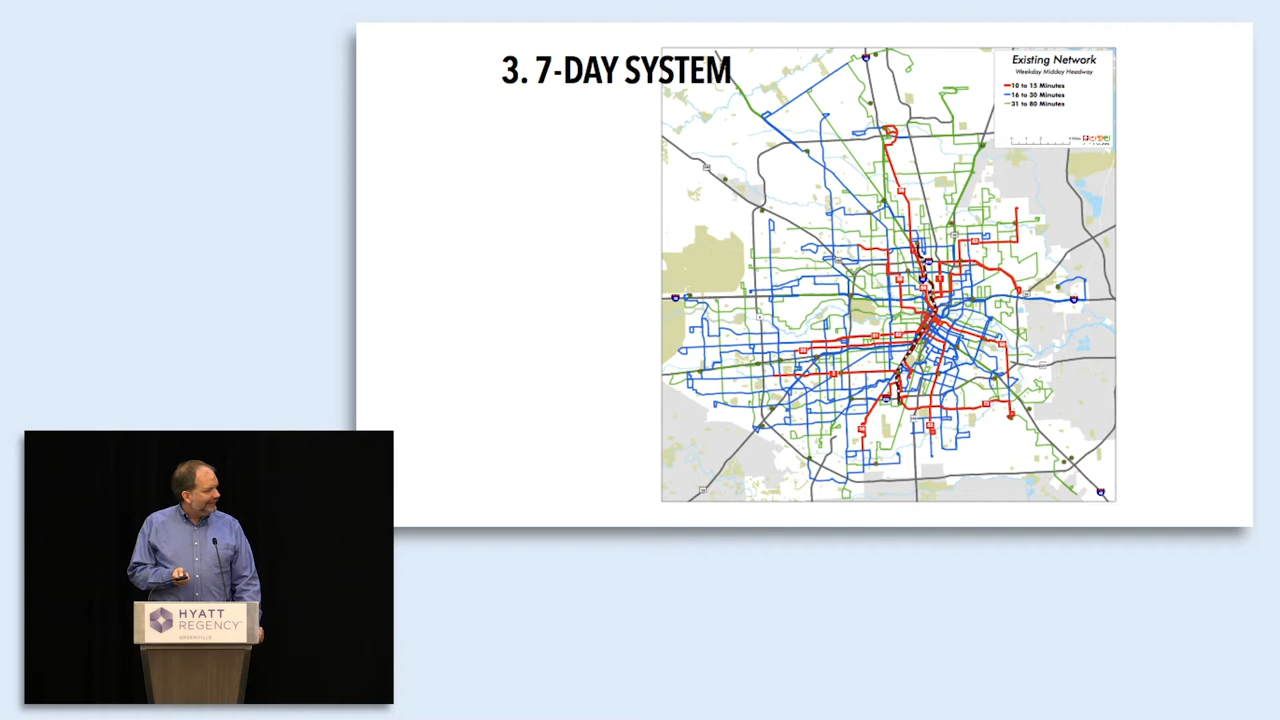 3. 7-DAY SYSTEM
Existing Network
Weekday Midday Headway
10 to 15 Minutes
16 to 30 Minutes
31 to 80 Minutes
HYATT
REGENCY
GREENVILLE